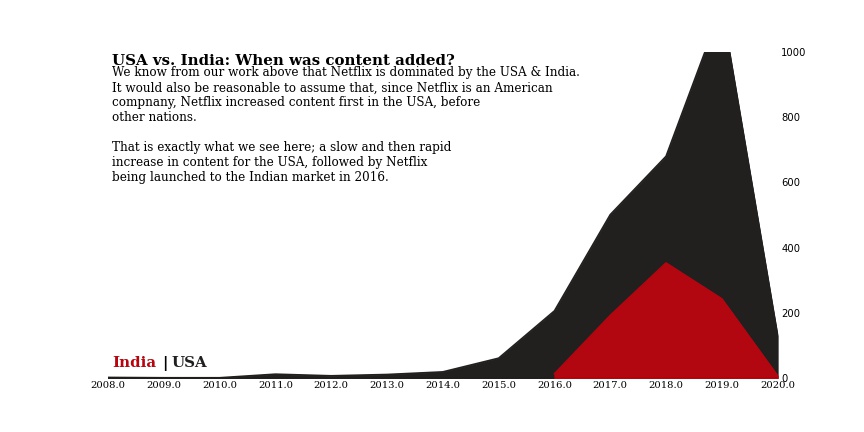 USA vs. India: When was content added?
We know from our work above that Netflix is dominated by the USA & India.
It would also be reasonable to assume that, since Netflix is an American
compnany, Netflix increased content first in the USA, before
other nations.
That is exactly what we see here; a slow and then rapid
increase in content for the USA, followed by Netflix
being launched to the Indian market in 2016.
1000
800
600
400
200
0
India | USA
2008.0 2009.0 2010.0 2011.0 2012.0 2013.0 2014.0 2015.0 2016.0 2017.0 2018.0 2019.0 2020.0